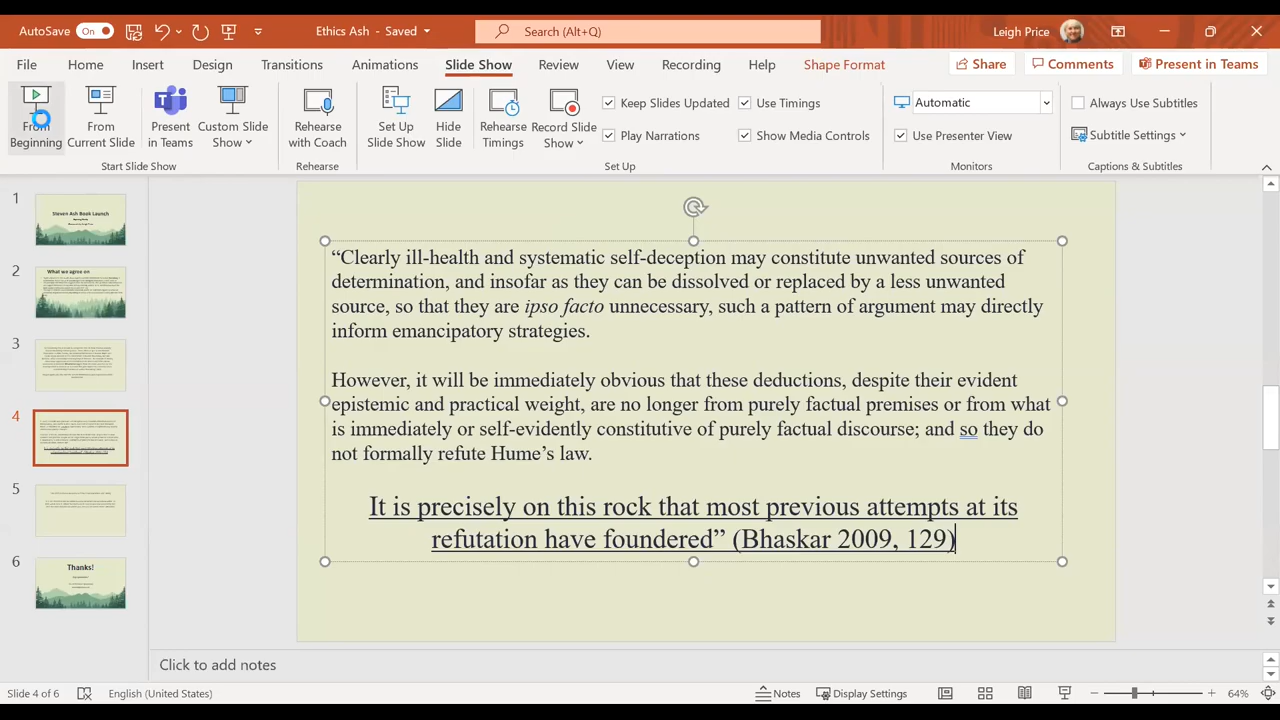 AutoSave On Ethics Ash - Saved Search (Alt+Q) Leigh Price
File Home Insert Design Transitions Animations Slide Show Review View Recording Help Shape Format Share Comments Present in Teams
From Beginning
From Current Slide
Present in Teams
Custom Slide Show
Rehearse with Coach
Set Up Slide Show
Hide Slide
Rehearse Timings
Record Slide Show
Keep Slides Updated
Play Narrations
Use Timings
Show Media Controls
Automatic
Use Presenter View
Always Use Subtitles
Subtitle Settings
Start Slide Show Rehearse Set Up Monitors Captions & Subtitles
1
Steven Ash Book Launch
2
What we agree on
3
4
5
6
Thanks!
“Clearly ill-health and systematic self-deception may constitute unwanted sources of
determination, and insofar as they can be dissolved or replaced by a less unwanted
source, so that they are ipso facto unnecessary, such a pattern of argument may directly
inform emancipatory strategies.
However, it will be immediately obvious that these deductions, despite their evident
epistemic and practical weight, are no longer from purely factual premises or from what
is immediately or self-evidently constitutive of purely factual discourse; and so they do
not formally refute Hume’s law.
It is precisely on this rock that most previous attempts at its
refutation have foundered” (Bhaskar 2009, 129)
Click to add notes
Slide 4 of 6 English (United States) Notes Display Settings 64%